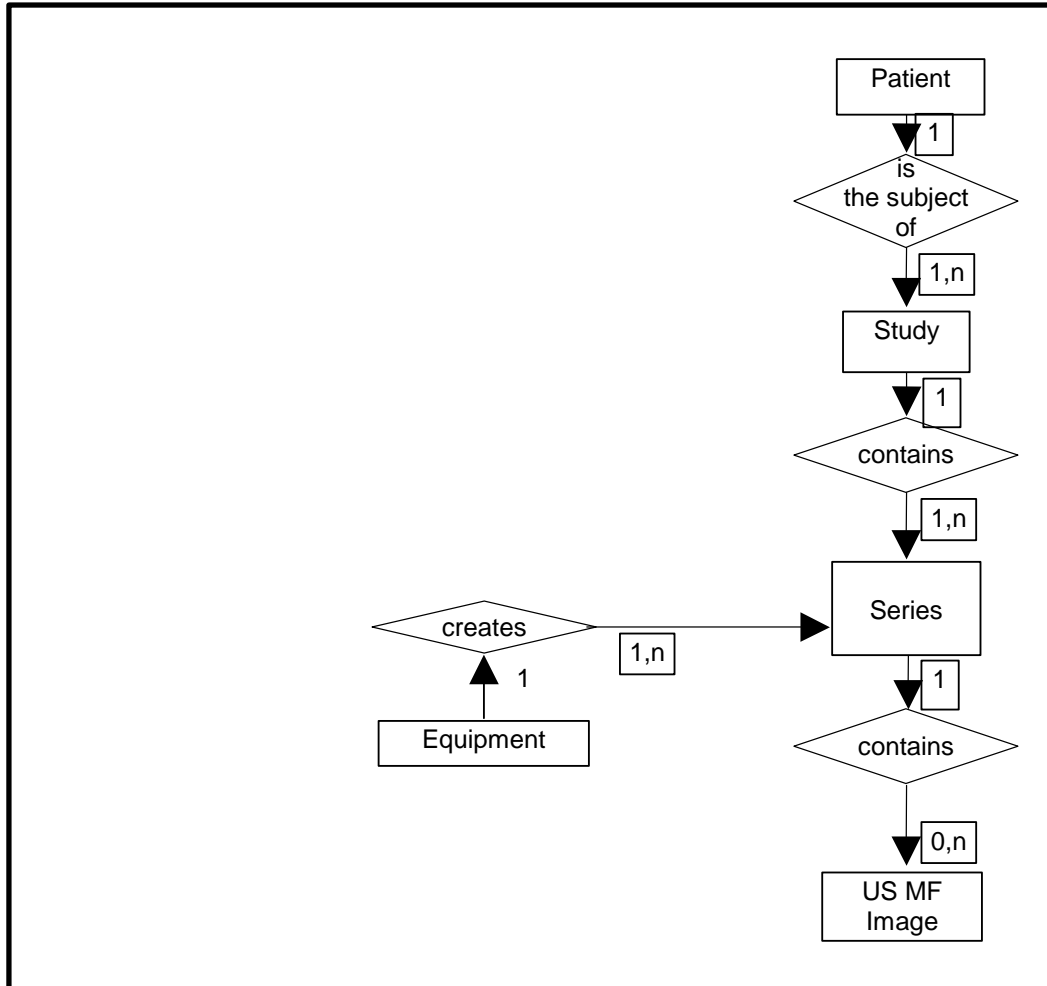 Patient
1
is
the subject
of
1,n
Study
1
contains
1,n
Series
creates
1,n
1
1
Equipment
contains
0,n
US MF
Image